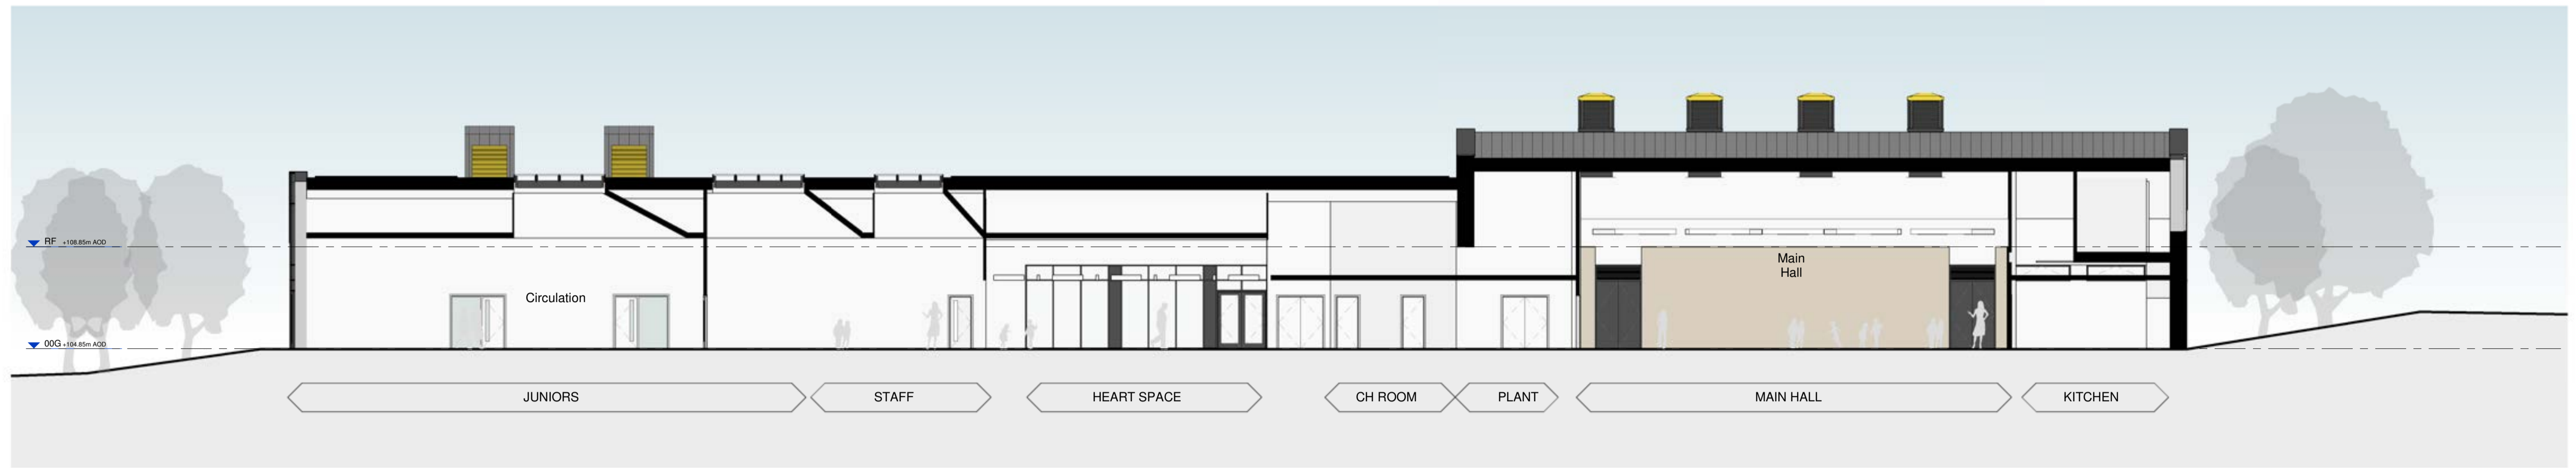 RF +108.85m AOD
Main
Hall
Circulation
00G +104.85m AOD
JUNIORS
STAFF
HEART SPACE
CH ROOM
PLANT
MAIN HALL
KITCHEN